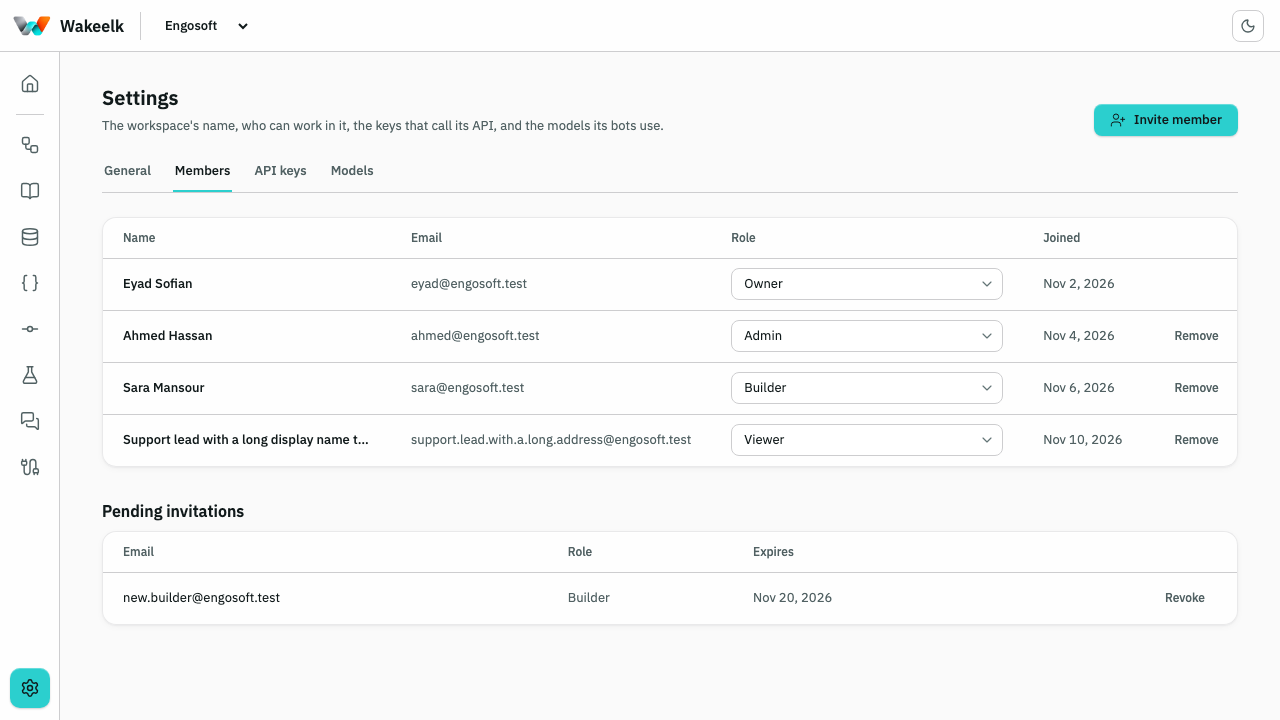 Wakeelk
Engosoft
Settings
The workspace's name, who can work in it, the keys that call its API, and the models its bots use.
Invite member
General Members API keys Models
Name Email Role Joined
Eyad Sofian eyad@engosoft.test Owner Nov 2, 2026
Ahmed Hassan ahmed@engosoft.test Admin Nov 4, 2026 Remove
Sara Mansour sara@engosoft.test Builder Nov 6, 2026 Remove
Support lead with a long display name t... support.lead.with.a.long.address@engosoft.test Viewer Nov 10, 2026 Remove
Pending invitations
Email Role Expires
new.builder@engosoft.test Builder Nov 20, 2026 Revoke